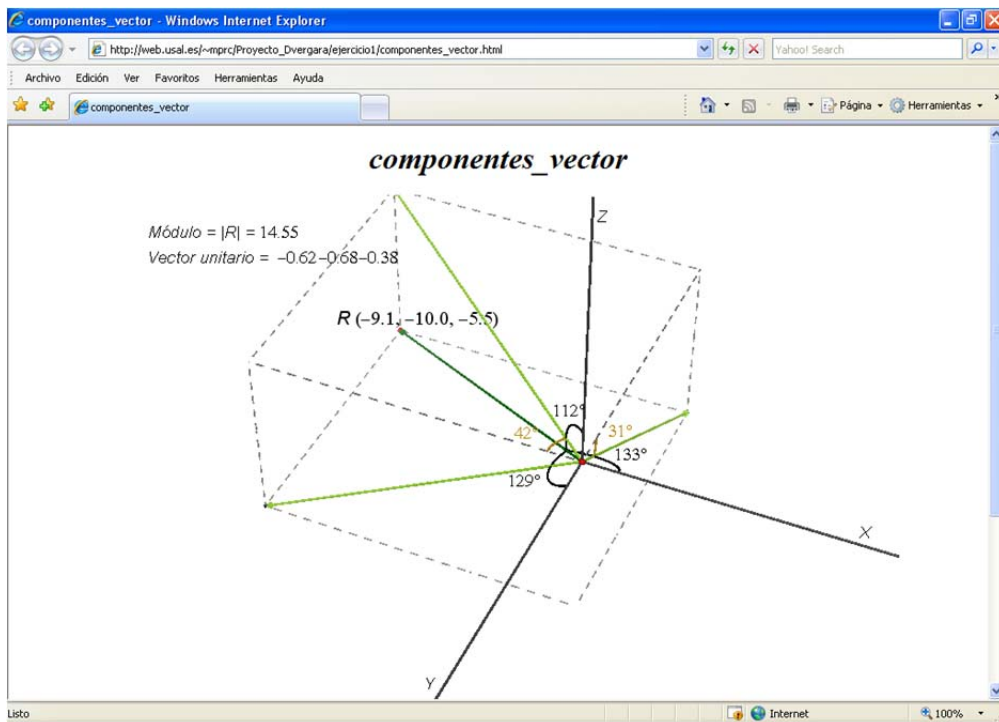 componentes_vector - Windows Internet Explorer
http://web.usal.es/~mprc/Proyecto_Dvergara/ejercicio1/componentes_vector.html
Yahoo! Search
Archivo Edición Ver Favoritos Herramientas Ayuda
componentes_vector
Página
Herramientas
componentes_vector
Z
Módulo = |R| = 14.55
Vector unitario = −0.62−0.68−0.38
R (−9.1, −10.0, −5.5)
112°
42°
31°
133°
129°
X
Y
Listo
Internet
100%